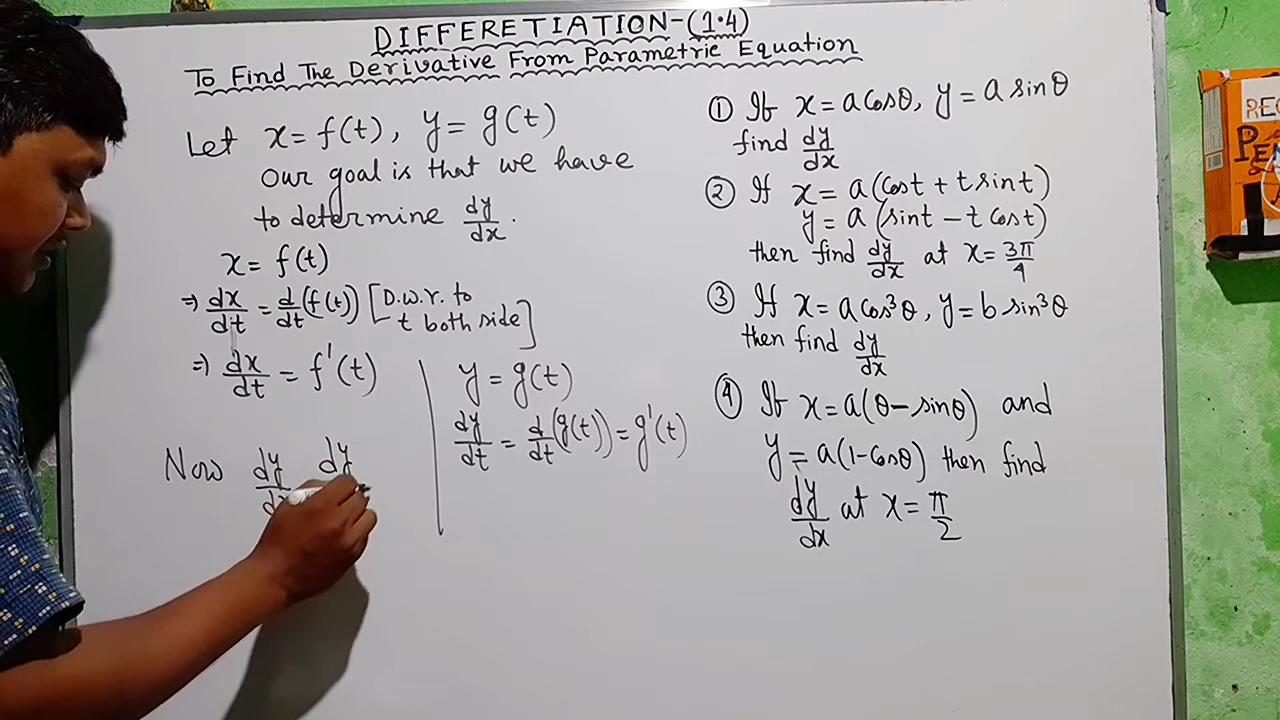 DIFFERETIATION-(1.4)
To Find The Derivative From Parametric Equation
Let x = f(t), y = g(t)
our goal is that we have
to determine dy/dx.
x = f(t)
⇒ dx/dt = d/dt (f(t)) [D.w.r. to
t both side]
⇒ dx/dt = f'(t)
y = g(t)
dy/dt = d/dt (g(t)) = g'(t)
Now dy/dx dy
① If x = a cosθ, y = a sinθ
find dy/dx
② If x = a(cost + t sint)
y = a (sint - t cost)
then find dy/dx at x = 3π/4
③ If x = a cos³θ, y = b sin³θ
then find dy/dx
④ If x = a(θ - sinθ) and
y = a(1 - cosθ) then find
dy/dx at x = π/2